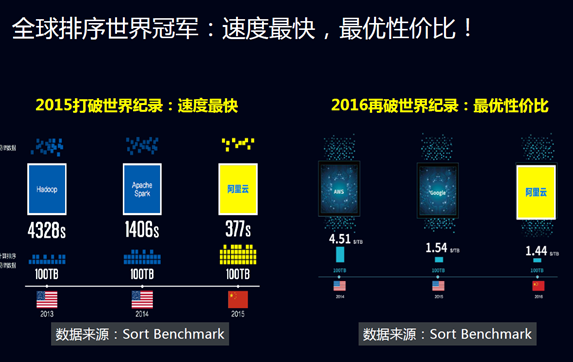 全球排序世界冠军：速度最快，最优性价比！
2015打破世界纪录：速度最快
2016再破世界纪录：最优性价比
Hadoop
Apache
Spark
阿里云
4328s
1406s
377s
100TB
100TB
100TB
2013
2014
2015
AWS
Google
阿里云
4.51 $/TB
1.54 $/TB
1.44 $/TB
100TB
100TB
100TB
2014
2015
2016
数据来源：Sort Benchmark
数据来源：Sort Benchmark